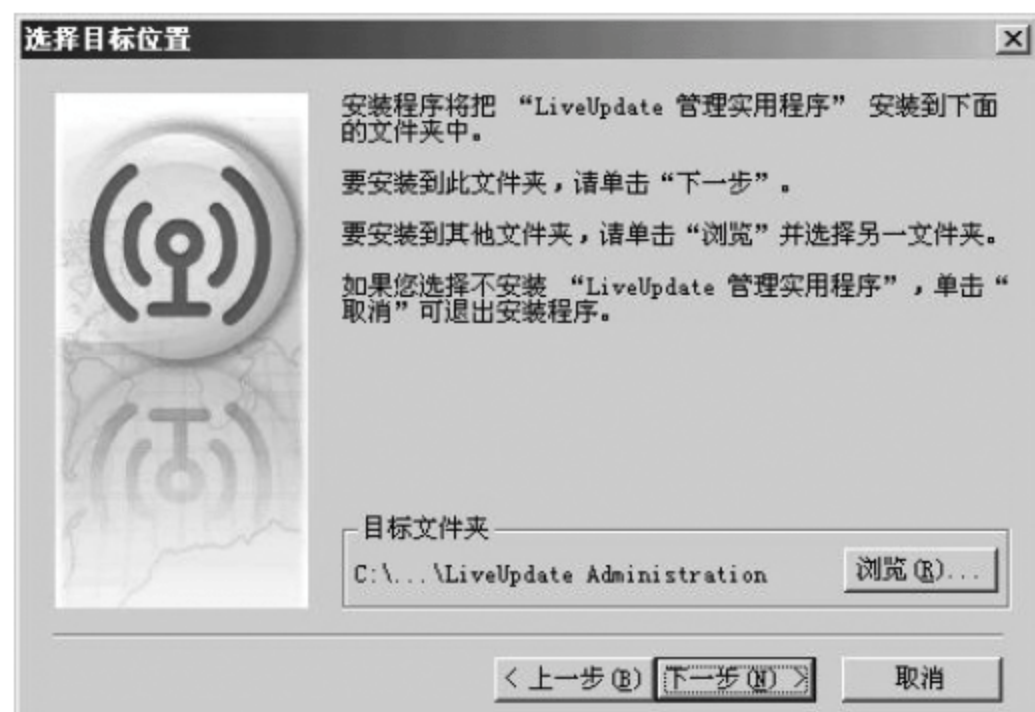 选择目标位置
安装程序将把 “LiveUpdate 管理实用程序” 安装到下面
的文件夹中。
要安装到此文件夹，请单击“下一步”。
要安装到其他文件夹，请单击“浏览”并选择另一文件夹。
如果您选择不安装 “LiveUpdate 管理实用程序”，单击“
取消”可退出安装程序。
目标文件夹
C:\...\LiveUpdate Administration
浏览(R)...
< 上一步(B)
下一步(N) >
取消